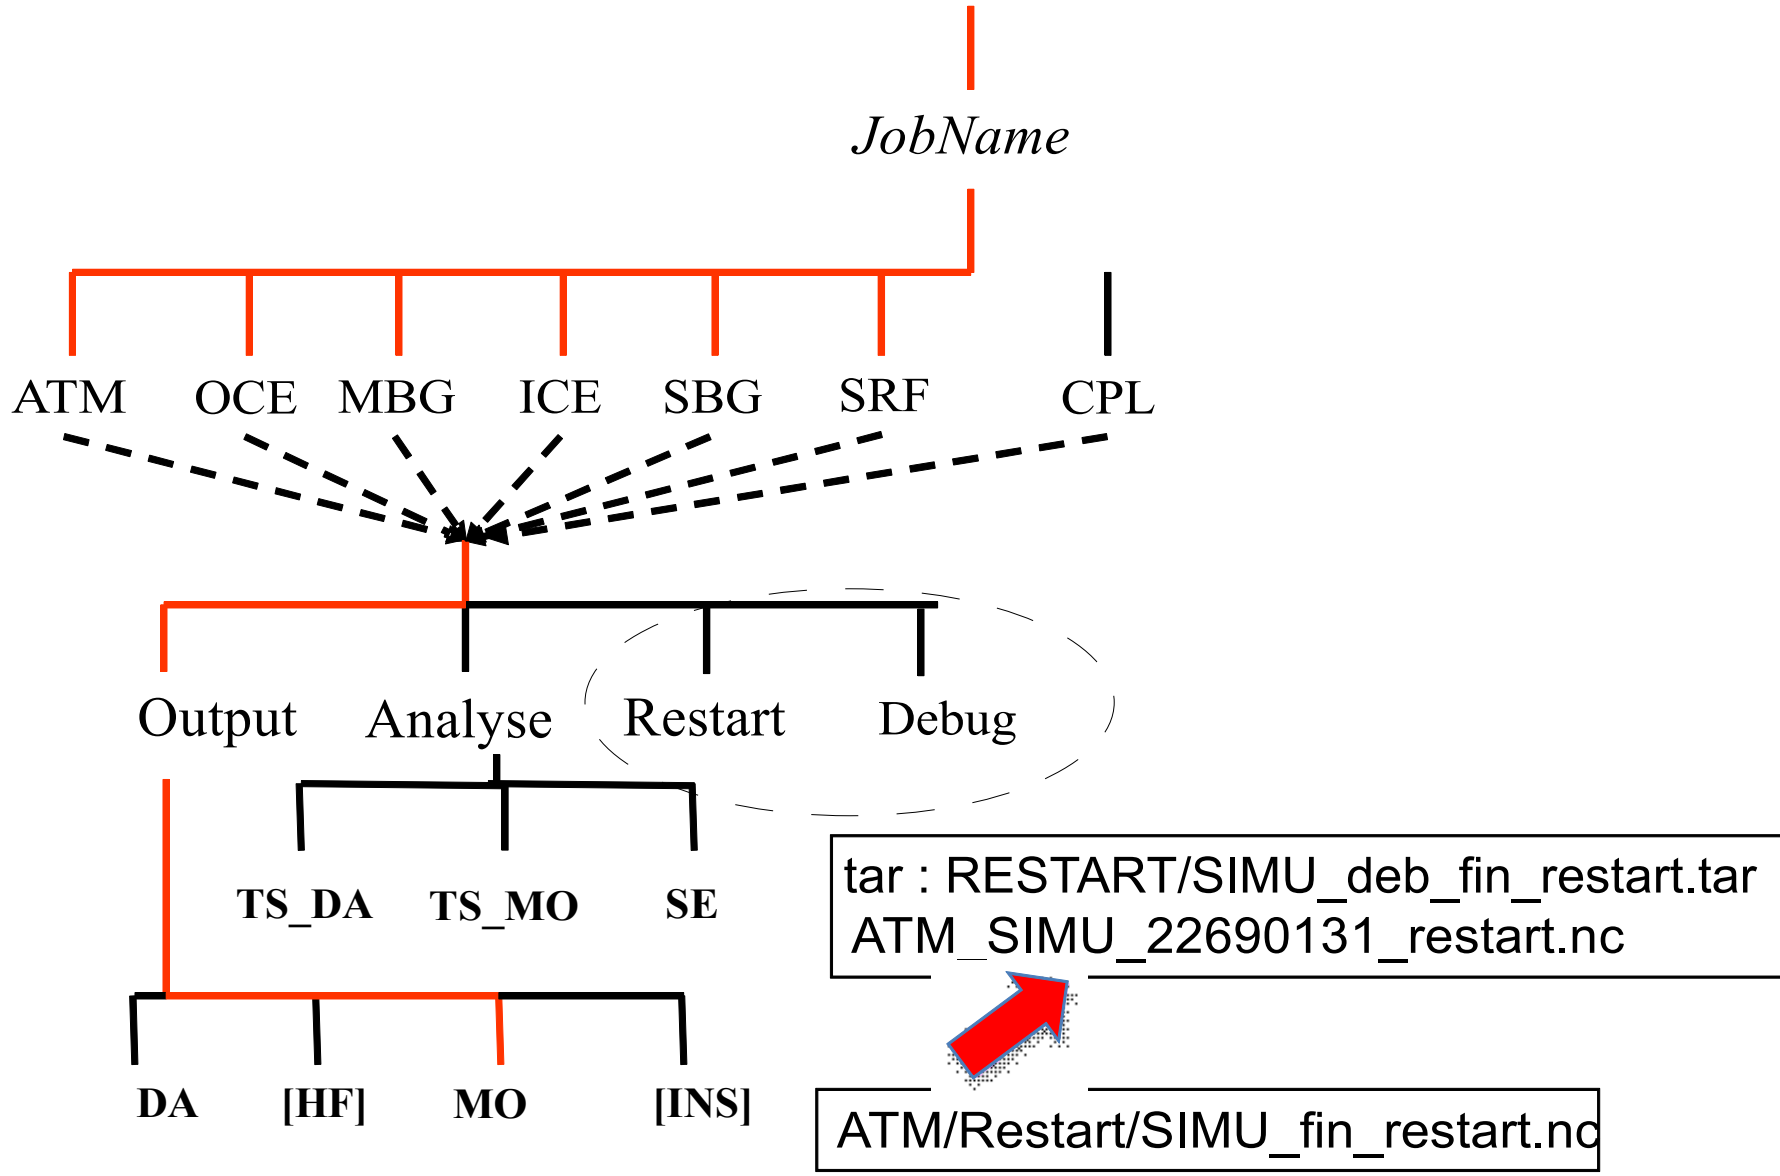 JobName
ATM OCE MBG ICE SBG SRF CPL
Output Analyse Restart Debug
TS_DA TS_MO SE
tar : RESTART/SIMU_deb_fin_restart.tar
ATM_SIMU_22690131_restart.nc
DA [HF] MO [INS]
ATM/Restart/SIMU_fin_restart.nc